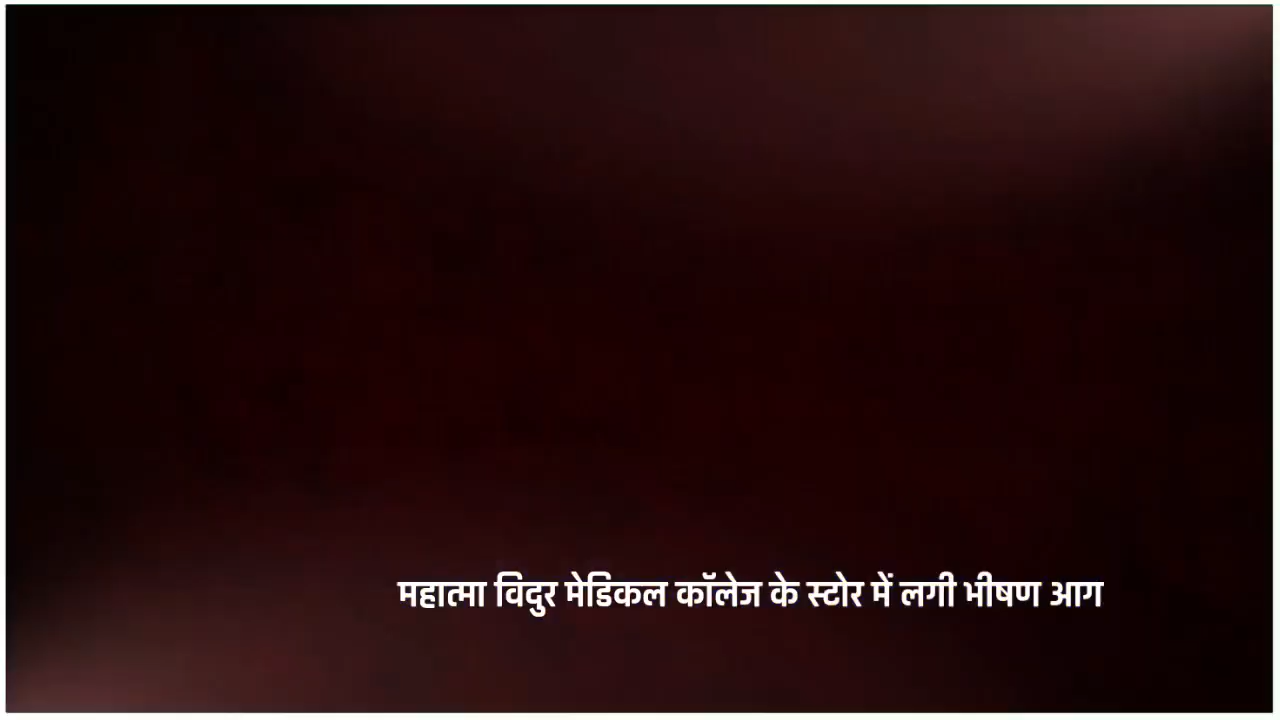 महात्मा विदुर मेडिकल कॉलेज के स्टोर में लगी भीषण आग